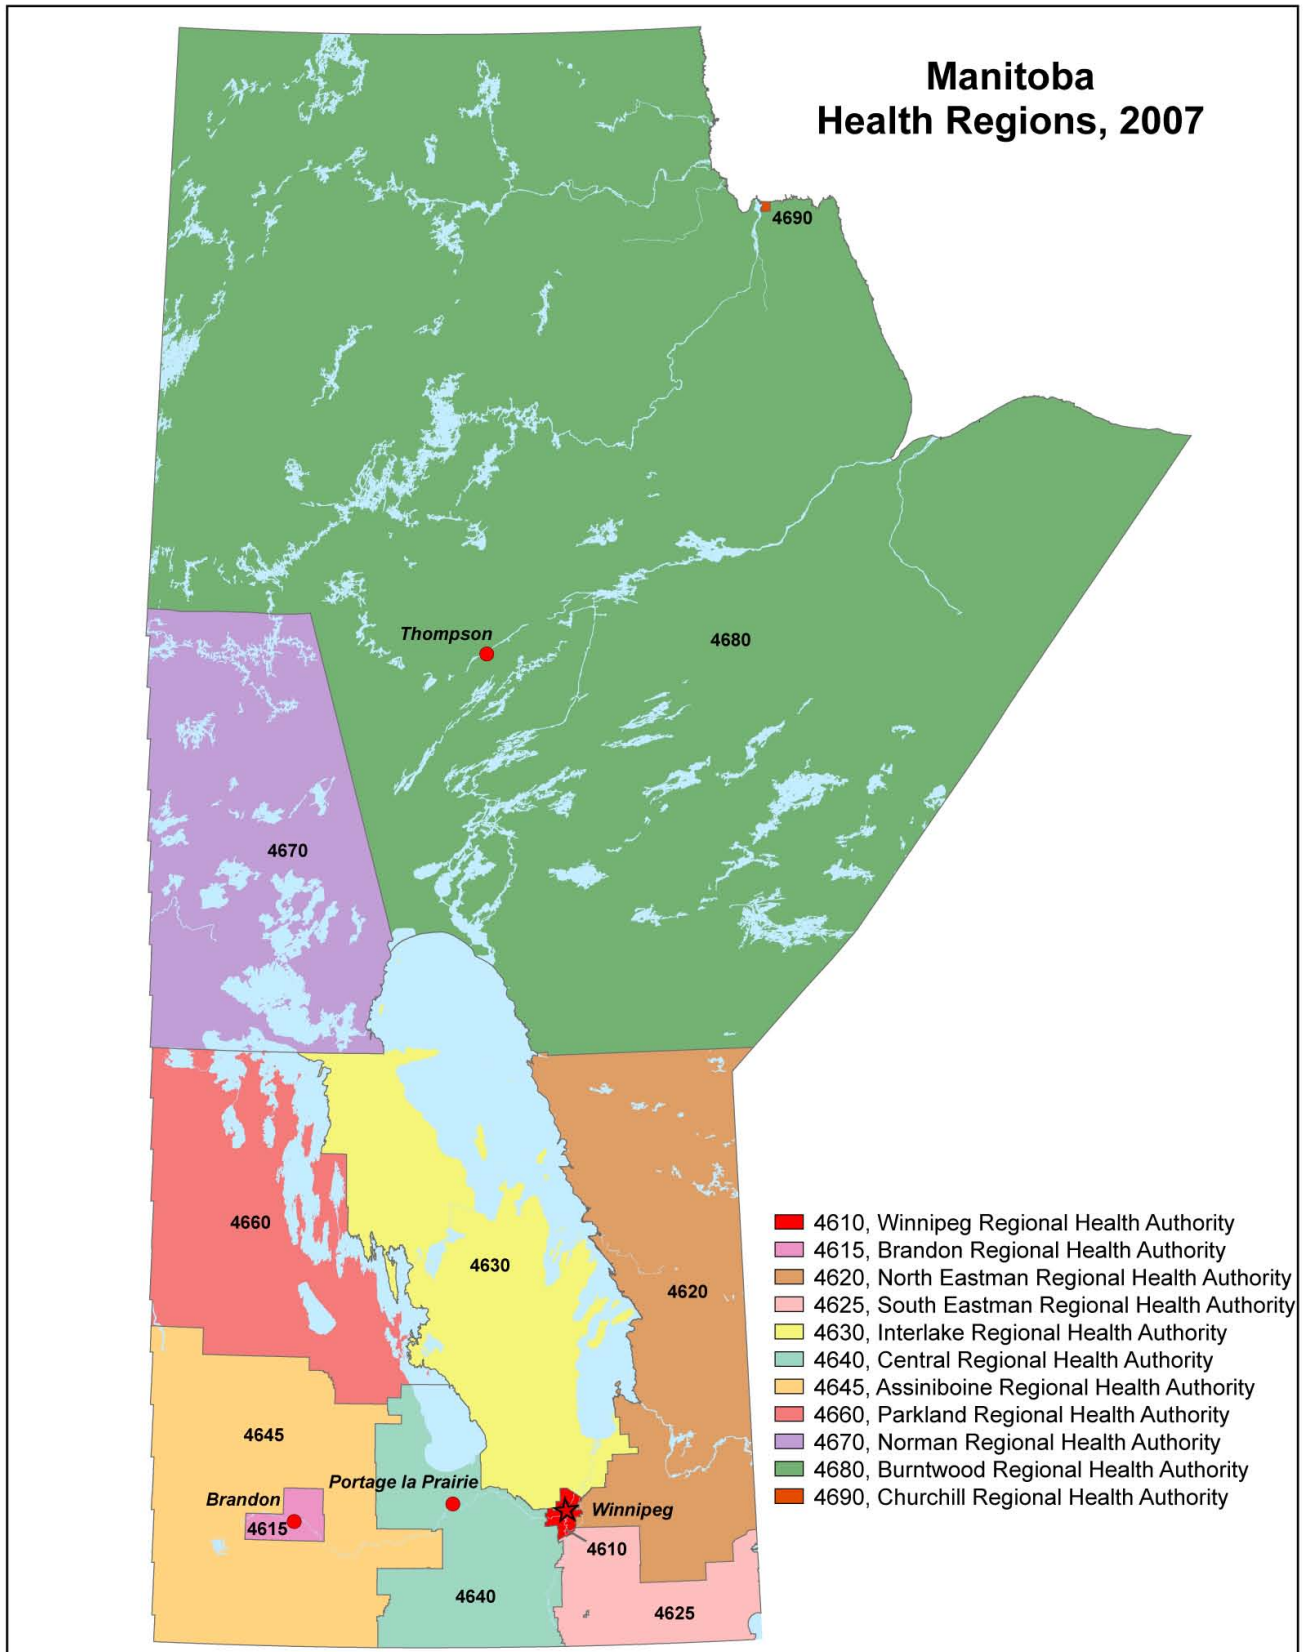 Manitoba
Health Regions, 2007
4690
Thompson
4680
4670
4660
4630
4620
4610, Winnipeg Regional Health Authority
4615, Brandon Regional Health Authority
4620, North Eastman Regional Health Authority
4625, South Eastman Regional Health Authority
4630, Interlake Regional Health Authority
4640, Central Regional Health Authority
4645, Assiniboine Regional Health Authority
4660, Parkland Regional Health Authority
4670, Norman Regional Health Authority
4680, Burntwood Regional Health Authority
4690, Churchill Regional Health Authority
4645
Portage la Prairie
Brandon
Winnipeg
4615
4610
4640
4625